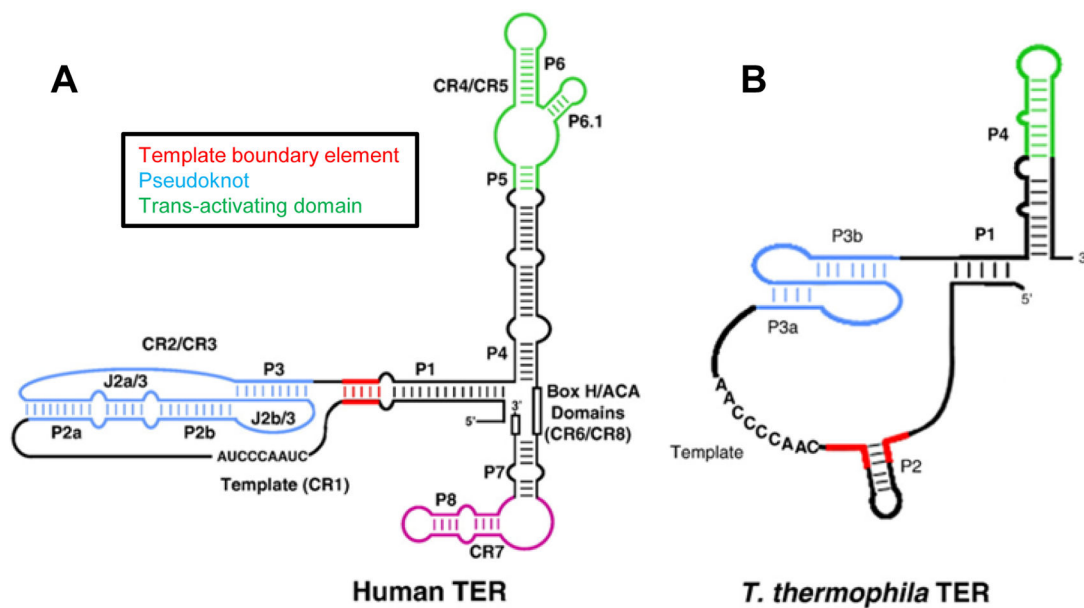 A
B
Template boundary element
Pseudoknot
Trans-activating domain
P6
CR4/CR5
P6.1
P5
P4
CR2/CR3
P3
P1
J2a/3
J2b/3
P2a
P2b
AUCCCAAUC
Template (CR1)
5'
3'
Box H/ACA
Domains
(CR6/CR8)
P7
P8
CR7
Human TER
P4
P3b
P1
3'
5'
P3a
AACCCCAAC
Template
P2
T. thermophila TER